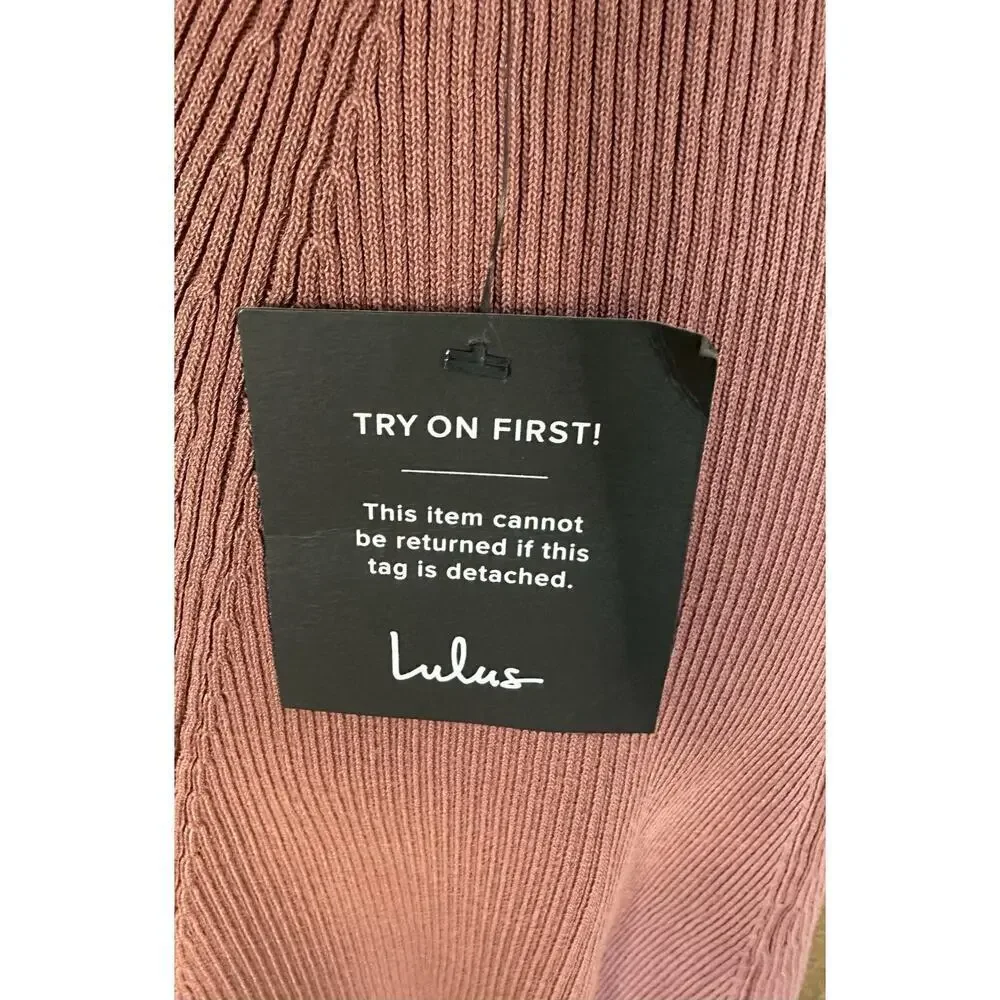 TRY ON FIRST!
This item cannot
be returned if this
tag is detached.
Lulus